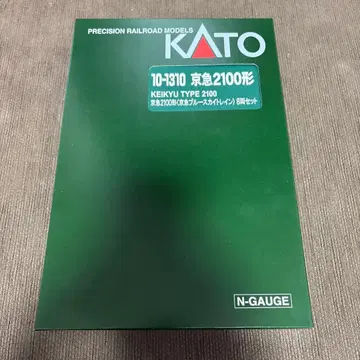 PRECISION RAILROAD MODELS
KATO
10-1310 京急2100形
KEIKYU TYPE 2100
京急2100形〈京急ブルースカイトレイン〉 8両セット
N-GAUGE